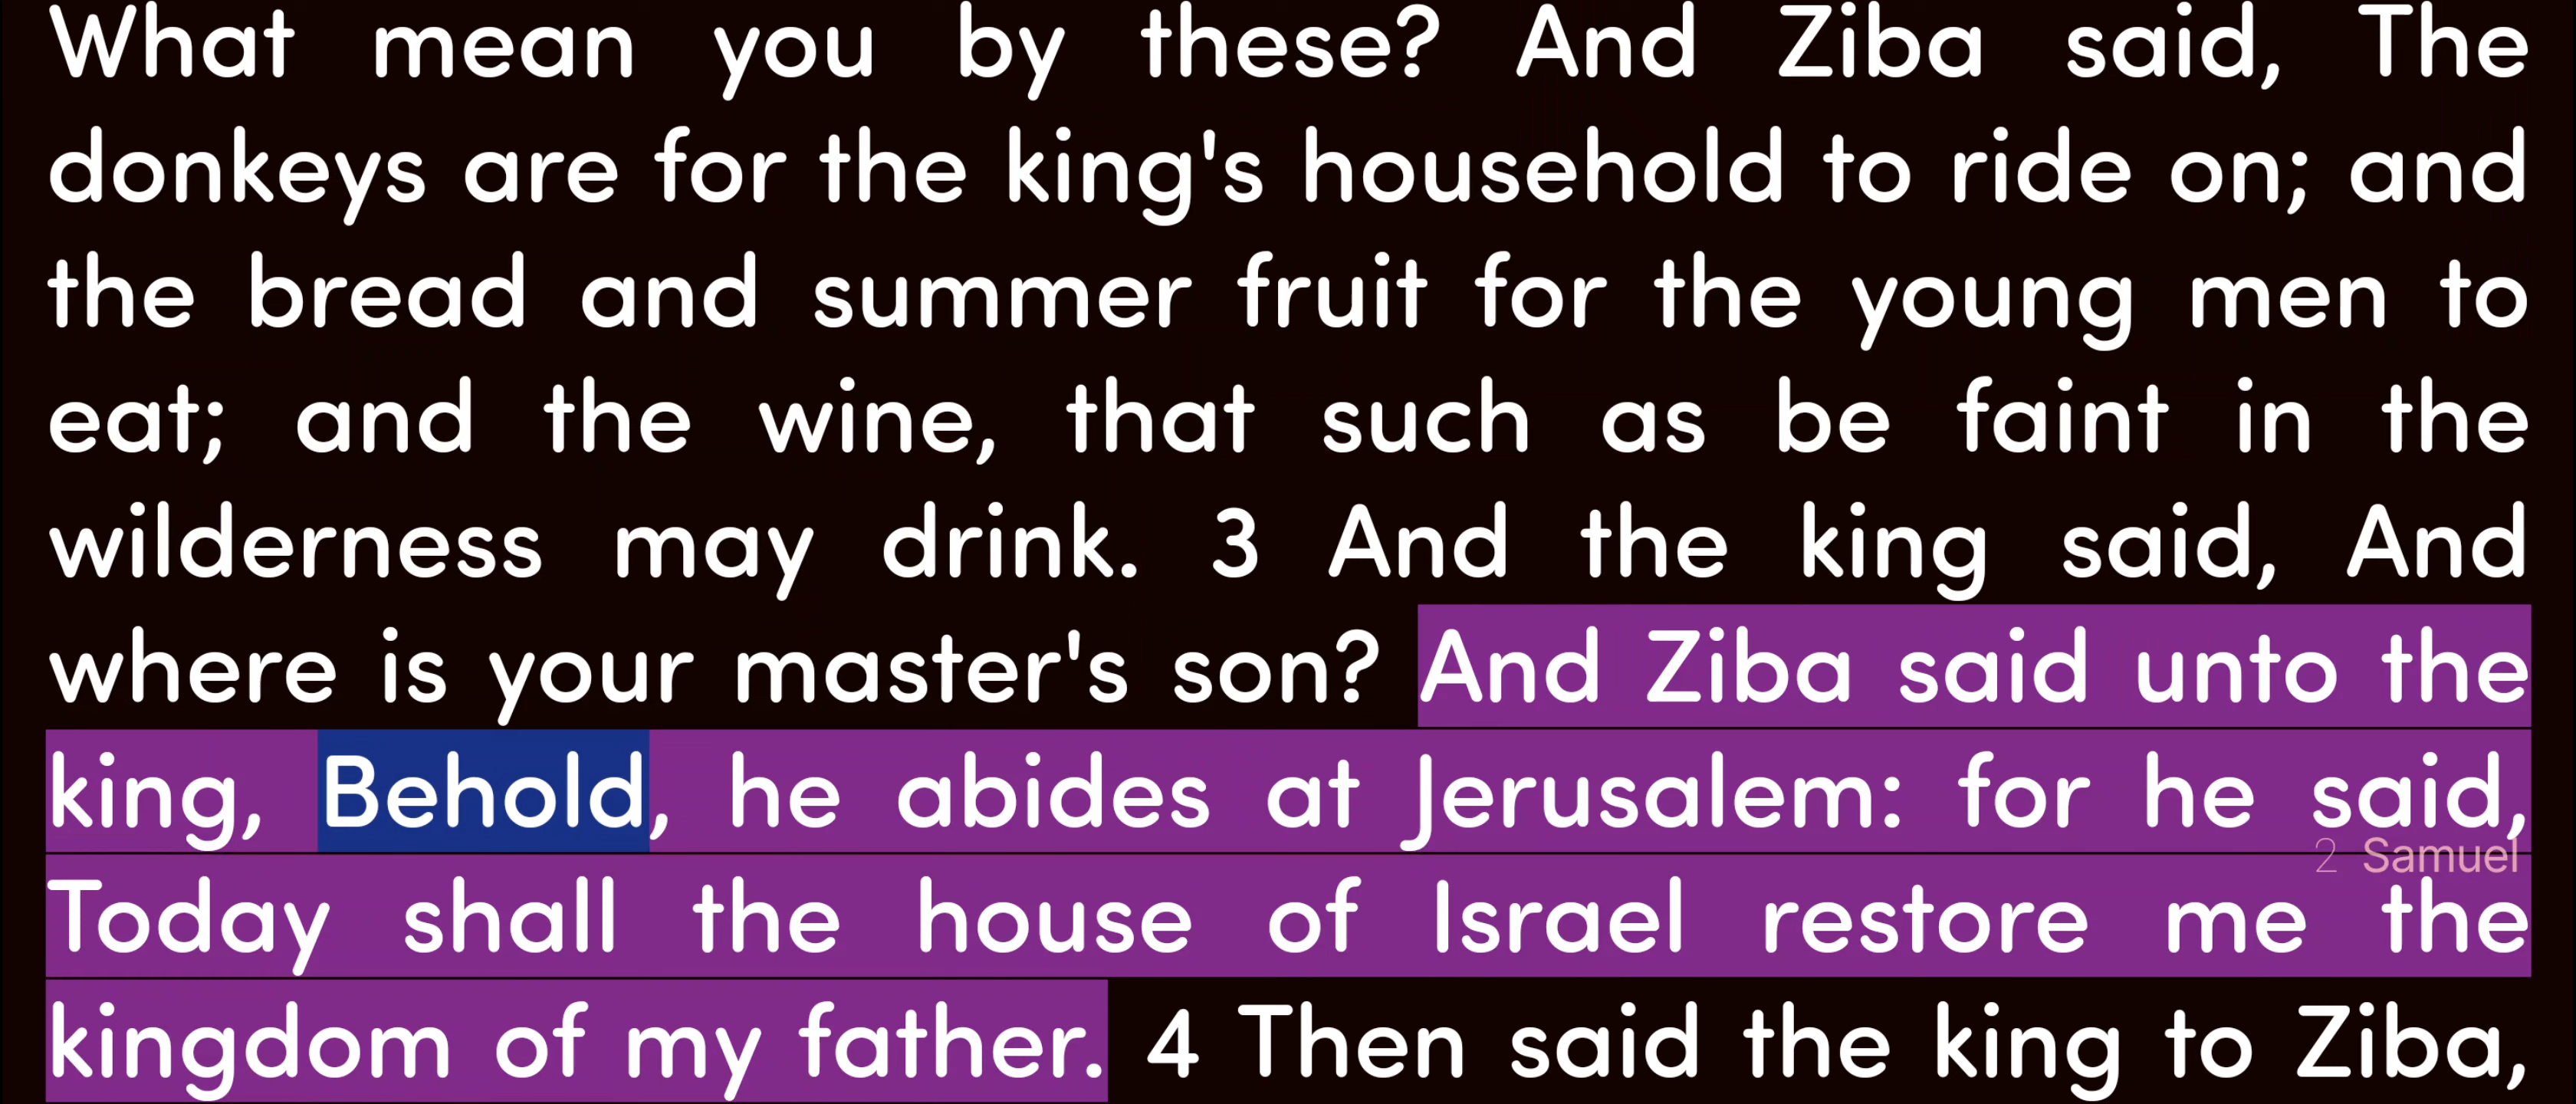 What mean you by these? And Ziba said, The
donkeys are for the king's household to ride on; and
the bread and summer fruit for the young men to
eat; and the wine, that such as be faint in the
wilderness may drink. 3 And the king said, And
where is your master's son? And Ziba said unto the
king, Behold, he abides at Jerusalem: for he said,
2 Samuel
Today shall the house of Israel restore me the
kingdom of my father. 4 Then said the king to Ziba,